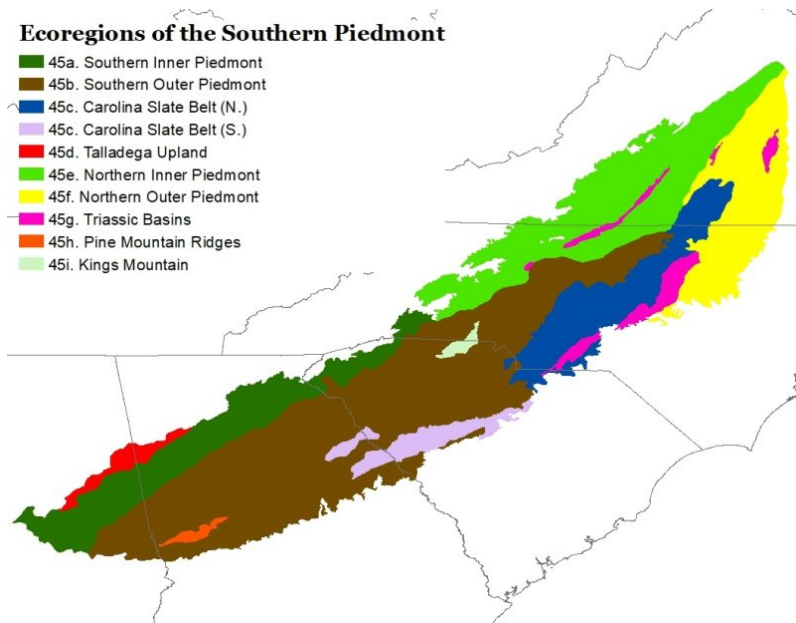 Ecoregions of the Southern Piedmont
45a. Southern Inner Piedmont
45b. Southern Outer Piedmont
45c. Carolina Slate Belt (N.)
45c. Carolina Slate Belt (S.)
45d. Talladega Upland
45e. Northern Inner Piedmont
45f. Northern Outer Piedmont
45g. Triassic Basins
45h. Pine Mountain Ridges
45i. Kings Mountain